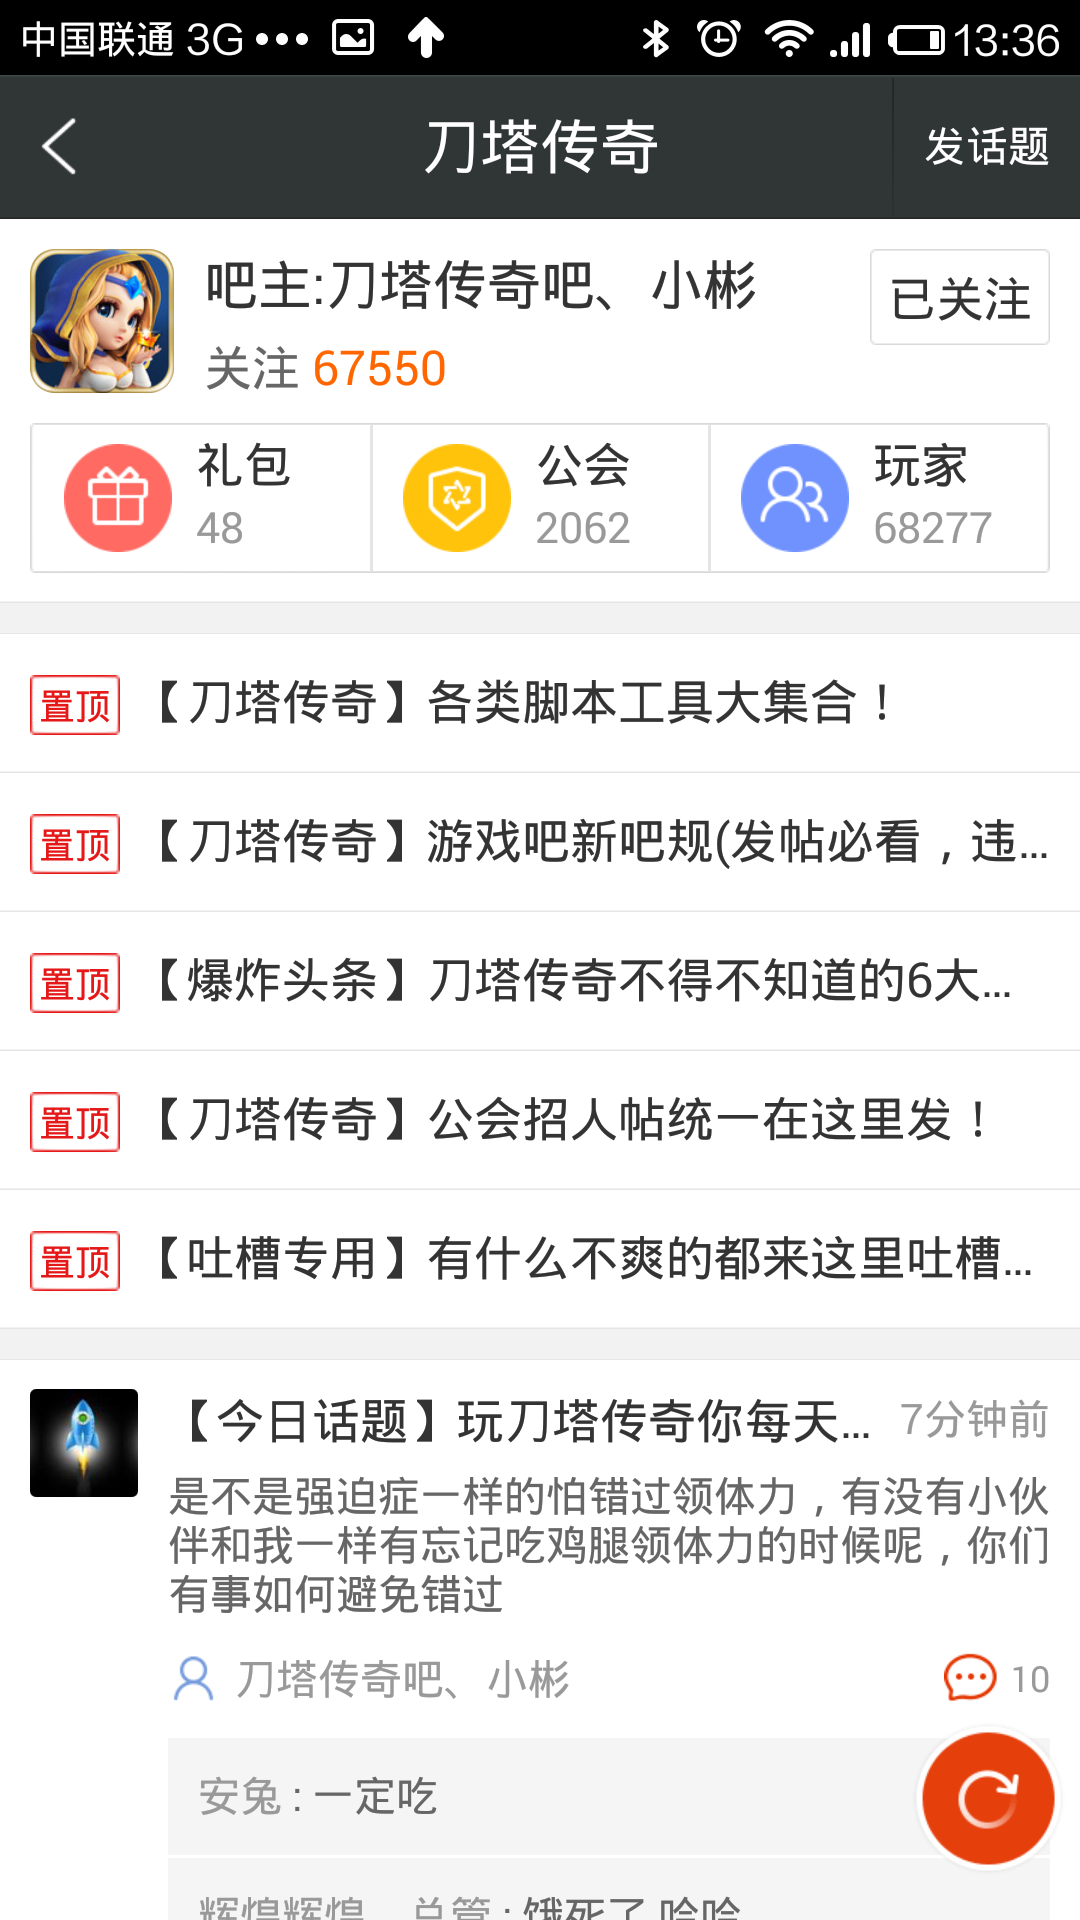 中国联通 3G 13:36
刀塔传奇
发话题
吧主:刀塔传奇吧、小彬
已关注
关注 67550
礼包
48
公会
2062
玩家
68277
置顶 【刀塔传奇】各类脚本工具大集合！
置顶 【刀塔传奇】游戏吧新吧规(发帖必看，违...
置顶 【爆炸头条】刀塔传奇不得不知道的6大...
置顶 【刀塔传奇】公会招人帖统一在这里发！
置顶 【吐槽专用】有什么不爽的都来这里吐槽...
【今日话题】玩刀塔传奇你每天... 7分钟前
是不是强迫症一样的怕错过领体力，有没有小伙
伴和我一样有忘记吃鸡腿领体力的时候呢，你们
有事如何避免错过
刀塔传奇吧、小彬 10
安兔：一定吃
辉煌辉煌、总管：饿死了 哈哈